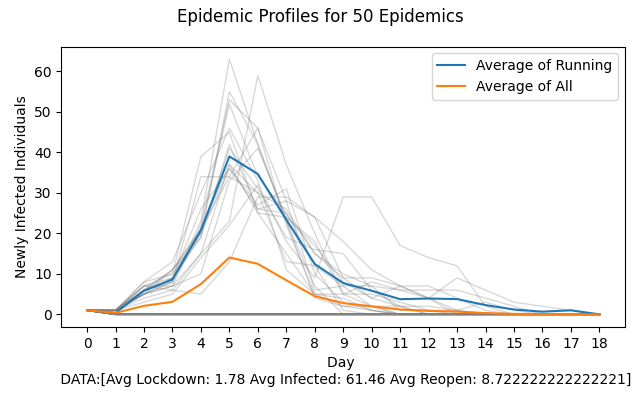 Epidemic Profiles for 50 Epidemics
Newly Infected Individuals
60
50
40
30
20
10
0
Average of Running
Average of All
0 1 2 3 4 5 6 7 8 9 10 11 12 13 14 15 16 17 18
Day
DATA:[Avg Lockdown: 1.78 Avg Infected: 61.46 Avg Reopen: 8.722222222222221]